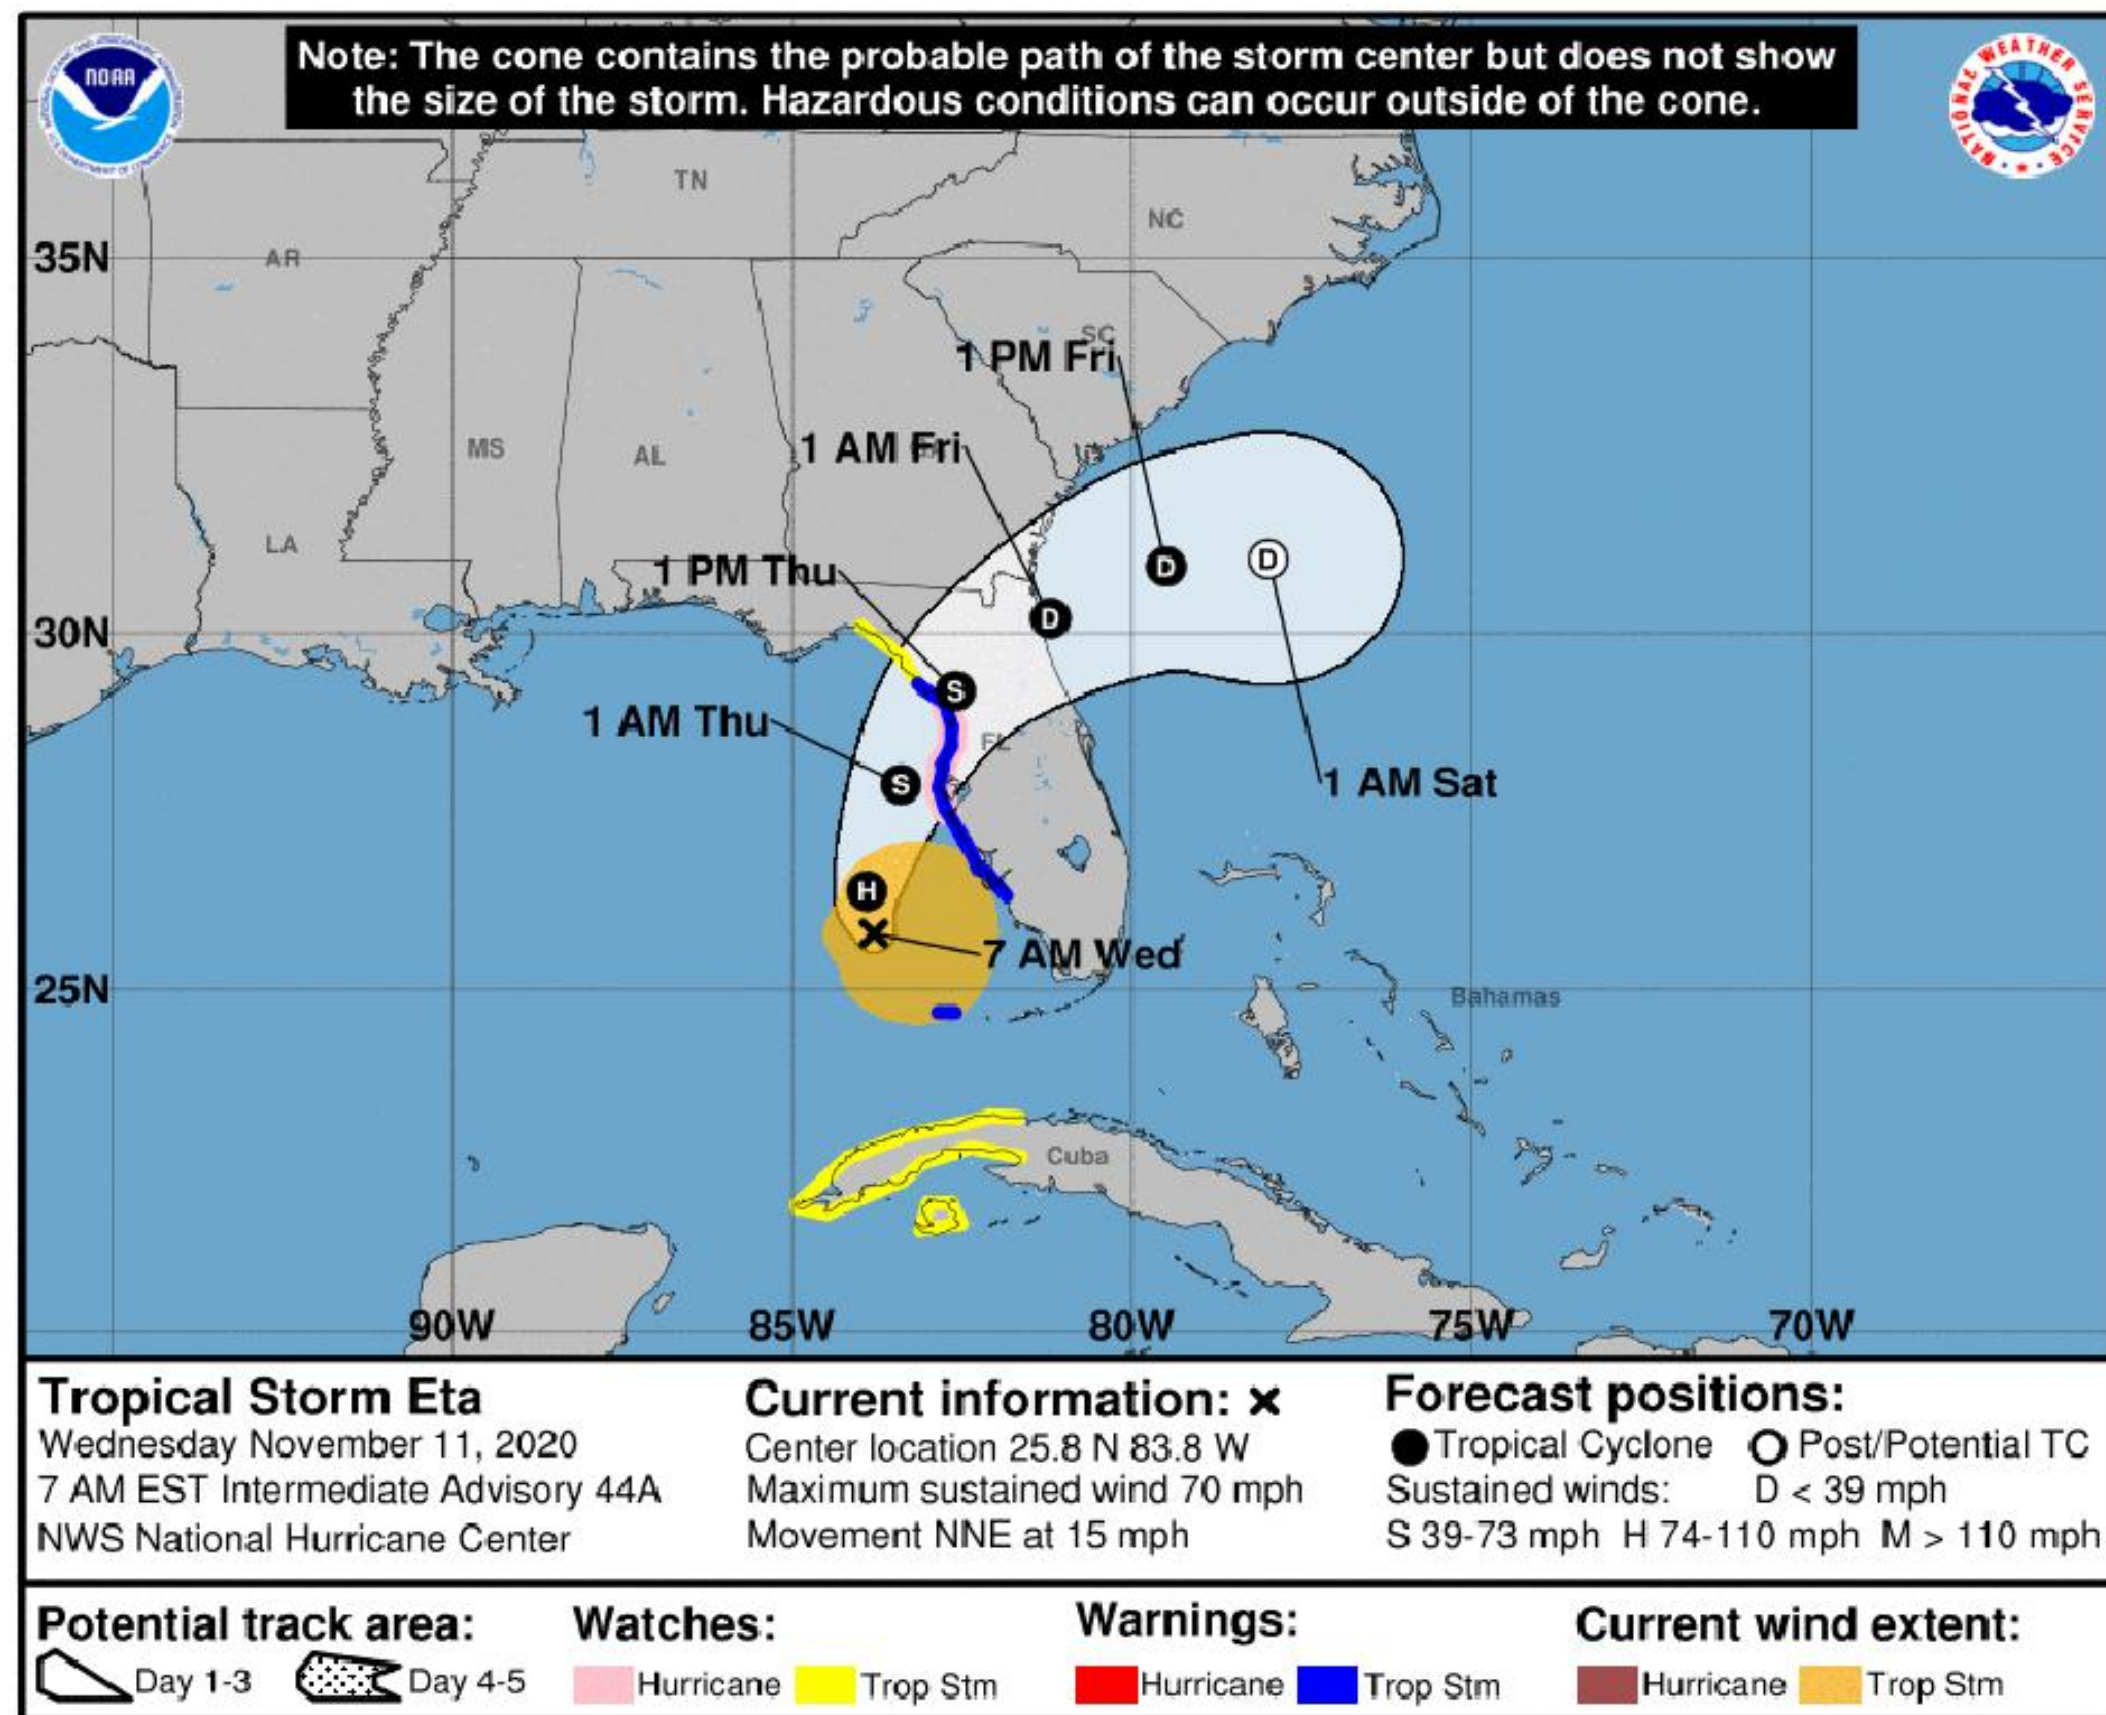 Note: The cone contains the probable path of the storm center but does not show
the size of the storm. Hazardous conditions can occur outside of the cone.
NOAA
NATIONAL WEATHER SERVICE
TN
NC
35N
AR
SC
1 PM Fri
MS
AL
1 AM Fri
LA
1 PM Thu
D
D
D
30N
S
1 AM Thu
FL
S
1 AM Sat
H
7 AM Wed
25N
Bahamas
Cuba
90W
85W
80W
75W
70W
Tropical Storm Eta
Wednesday November 11, 2020
7 AM EST Intermediate Advisory 44A
NWS National Hurricane Center
Current information: x
Center location 25.8 N 83.8 W
Maximum sustained wind 70 mph
Movement NNE at 15 mph
Forecast positions:
Tropical Cyclone Post/Potential TC
Sustained winds: D < 39 mph
S 39-73 mph H 74-110 mph M > 110 mph
Potential track area:
Day 1-3 Day 4-5
Watches:
Hurricane Trop Stm
Warnings:
Hurricane Trop Stm
Current wind extent:
Hurricane Trop Stm